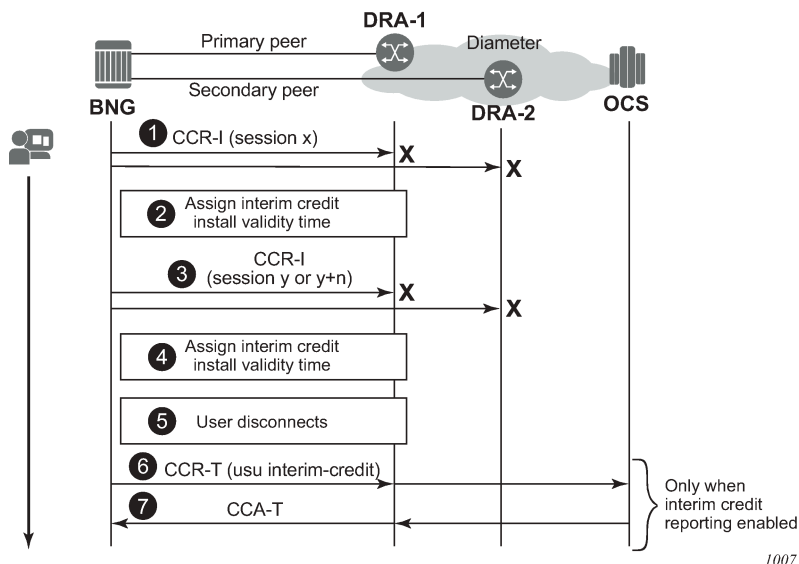 DRA-1
Primary peer
Diameter
Secondary peer
BNG
DRA-2
OCS
1 CCR-I (session x)
X
X
2 Assign interim credit
install validity time
3 CCR-I
(session y or y+n)
X
X
4 Assign interim credit
install validity time
5 User disconnects
6 CCR-T (usu interim-credit)
Only when
interim credit
reporting enabled
7 CCA-T
1007